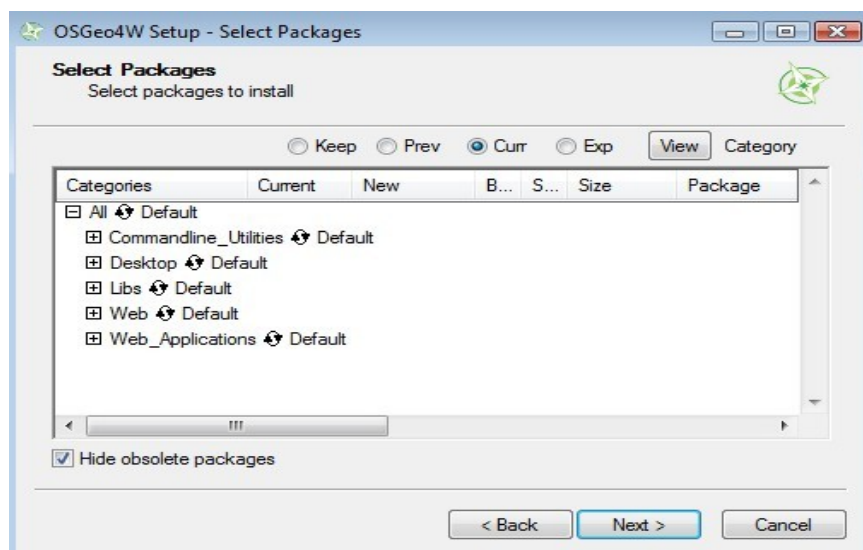 OSGeo4W Setup - Select Packages
Select Packages
Select packages to install
Keep Prev Curr Exp View Category
Categories Current New B... S... Size Package
All Default
Commandline_Utilities Default
Desktop Default
Libs Default
Web Default
Web_Applications Default
Hide obsolete packages
< Back Next > Cancel